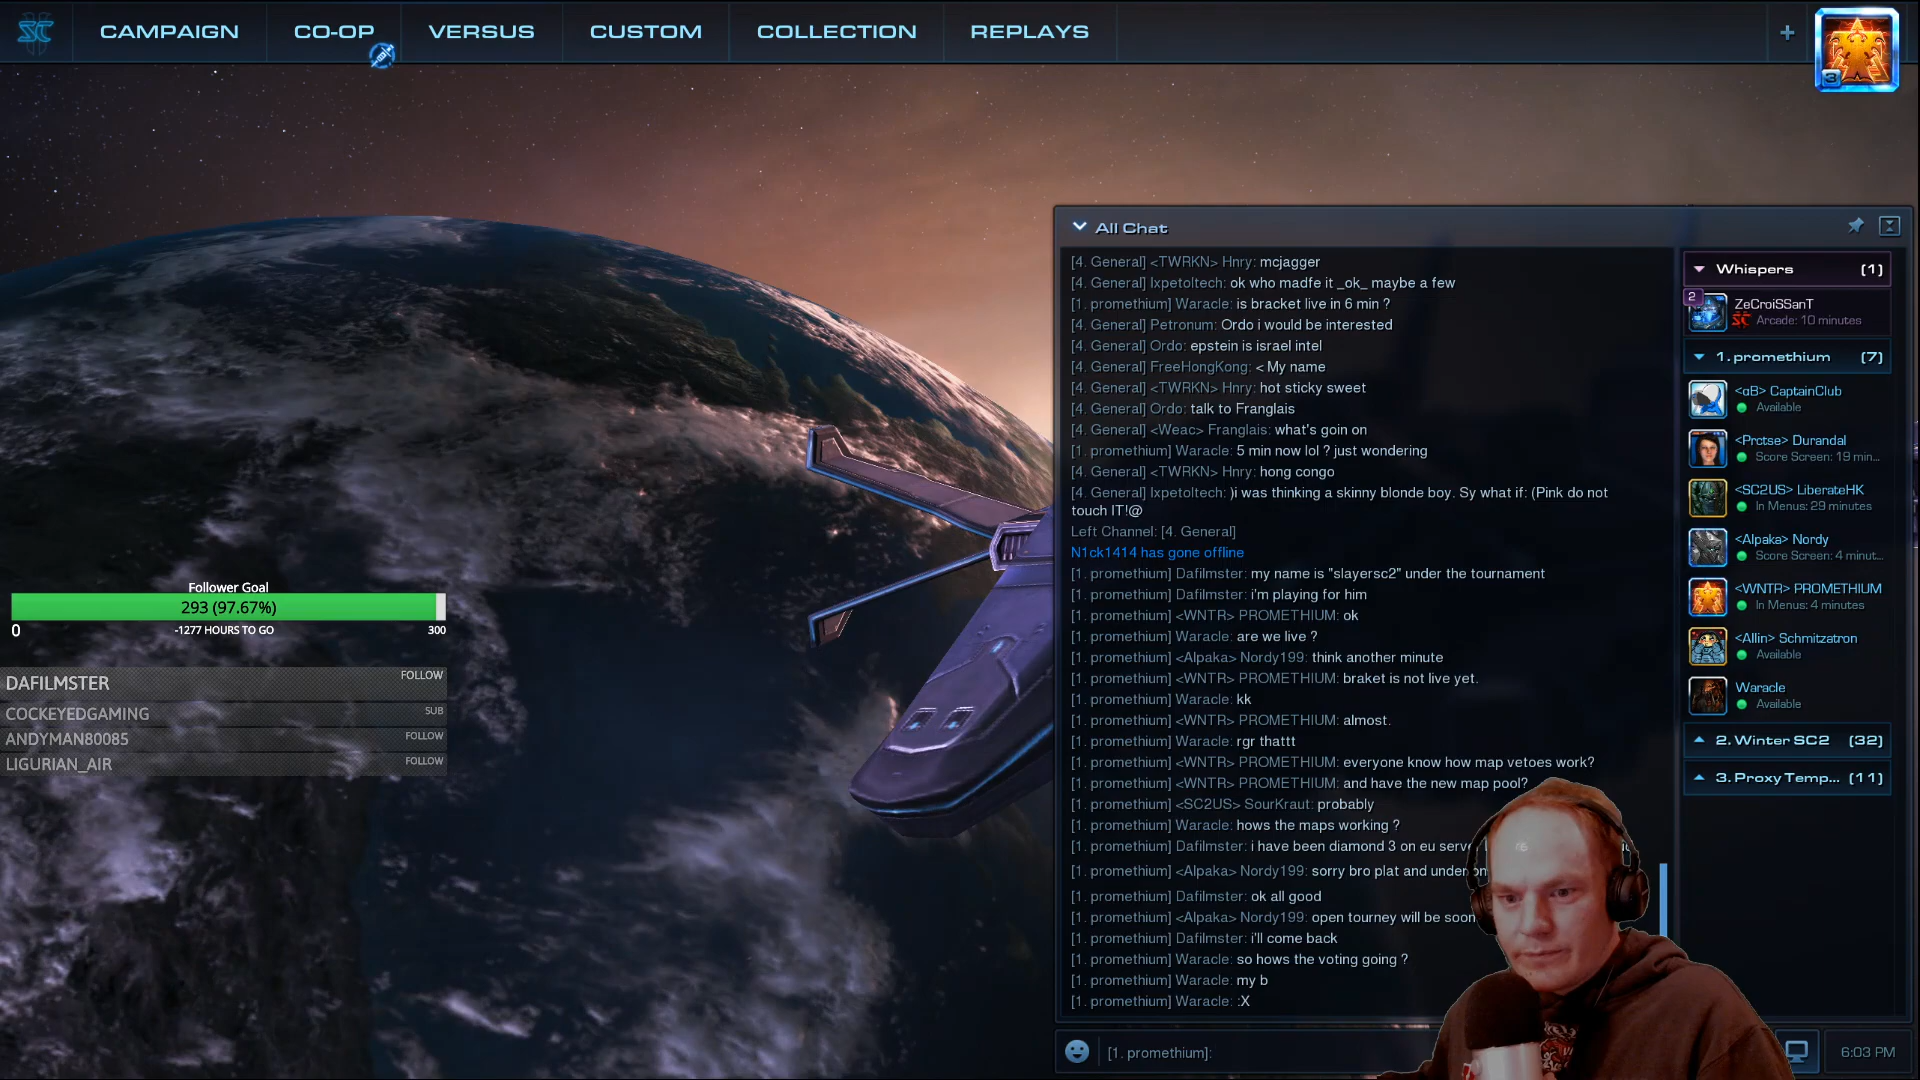 CAMPAIGN
CO-OP
VERSUS
CUSTOM
COLLECTION
REPLAYS
3
All Chat
[4. General] <TWRKN> Hnry: mcjagger
[4. General] Ixpetoltech: ok who madfe it _ok_ maybe a few
[1. promethium] Waracle: is bracket live in 6 min ?
[4. General] Petronum: Ordo i would be interested
[4. General] Ordo: epstein is israel intel
[4. General] FreeHongKong: < My name
[4. General] <TWRKN> Hnry: hot sticky sweet
[4. General] Ordo: talk to Franglais
[4. General] <Weac> Franglais: what's goin on
[1. promethium] Waracle: 5 min now lol ? just wondering
[4. General] <TWRKN> Hnry: hong congo
[4. General] Ixpetoltech: )i was thinking a skinny blonde boy. Sy what if: (Pink do not
touch IT!@
Left Channel: [4. General]
N1ck1414 has gone offline
[1. promethium] Dafilmster: my name is "slayersc2" under the tournament
[1. promethium] Dafilmster: i'm playing for him
[1. promethium] <WNTR> PROMETHIUM: ok
[1. promethium] Waracle: are we live ?
[1. promethium] <Alpaka> Nordy199: think another minute
[1. promethium] <WNTR> PROMETHIUM: braket is not live yet.
[1. promethium] Waracle: kk
[1. promethium] <WNTR> PROMETHIUM: almost.
[1. promethium] Waracle: rgr thattt
[1. promethium] <WNTR> PROMETHIUM: everyone know how map vetoes work?
[1. promethium] <WNTR> PROMETHIUM: and have the new map pool?
[1. promethium] <SC2US> SourKraut: probably
[1. promethium] Waracle: hows the maps working ?
[1. promethium] Dafilmster: i have been diamond 3 on eu
[1. promethium] <Alpaka> Nordy199: sorry bro plat and under
[1. promethium] Dafilmster: ok all good
[1. promethium] <Alpaka> Nordy199: open tourney will be soon
[1. promethium] Dafilmster: i'll come back
[1. promethium] Waracle: so hows the voting going ?
[1. promethium] Waracle: my b
[1. promethium] Waracle: :X
[1. promethium]:
Whispers (1)
2
ZeCroiSSanT
Arcade: 10 minutes
1. promethium (7)
<αB> CaptainClub
Available
<Prctse> Durandal
Score Screen: 19 min...
<SC2US> LiberateHK
In Menus: 29 minutes
<Alpaka> Nordy
Score Screen: 4 minut...
<WNTR> PROMETHIUM
In Menus: 4 minutes
<Allin> Schmitzatron
Available
Waracle
Available
2. Winter SC2 (32)
3. Proxy Temp... (11)
6:03 PM
Follower Goal
293 (97.67%)
0
-1277 HOURS TO GO
300
DAFILMSTER FOLLOW
COCKEYEDGAMING SUB
ANDYMAN80085 FOLLOW
LIGURIAN_AIR FOLLOW